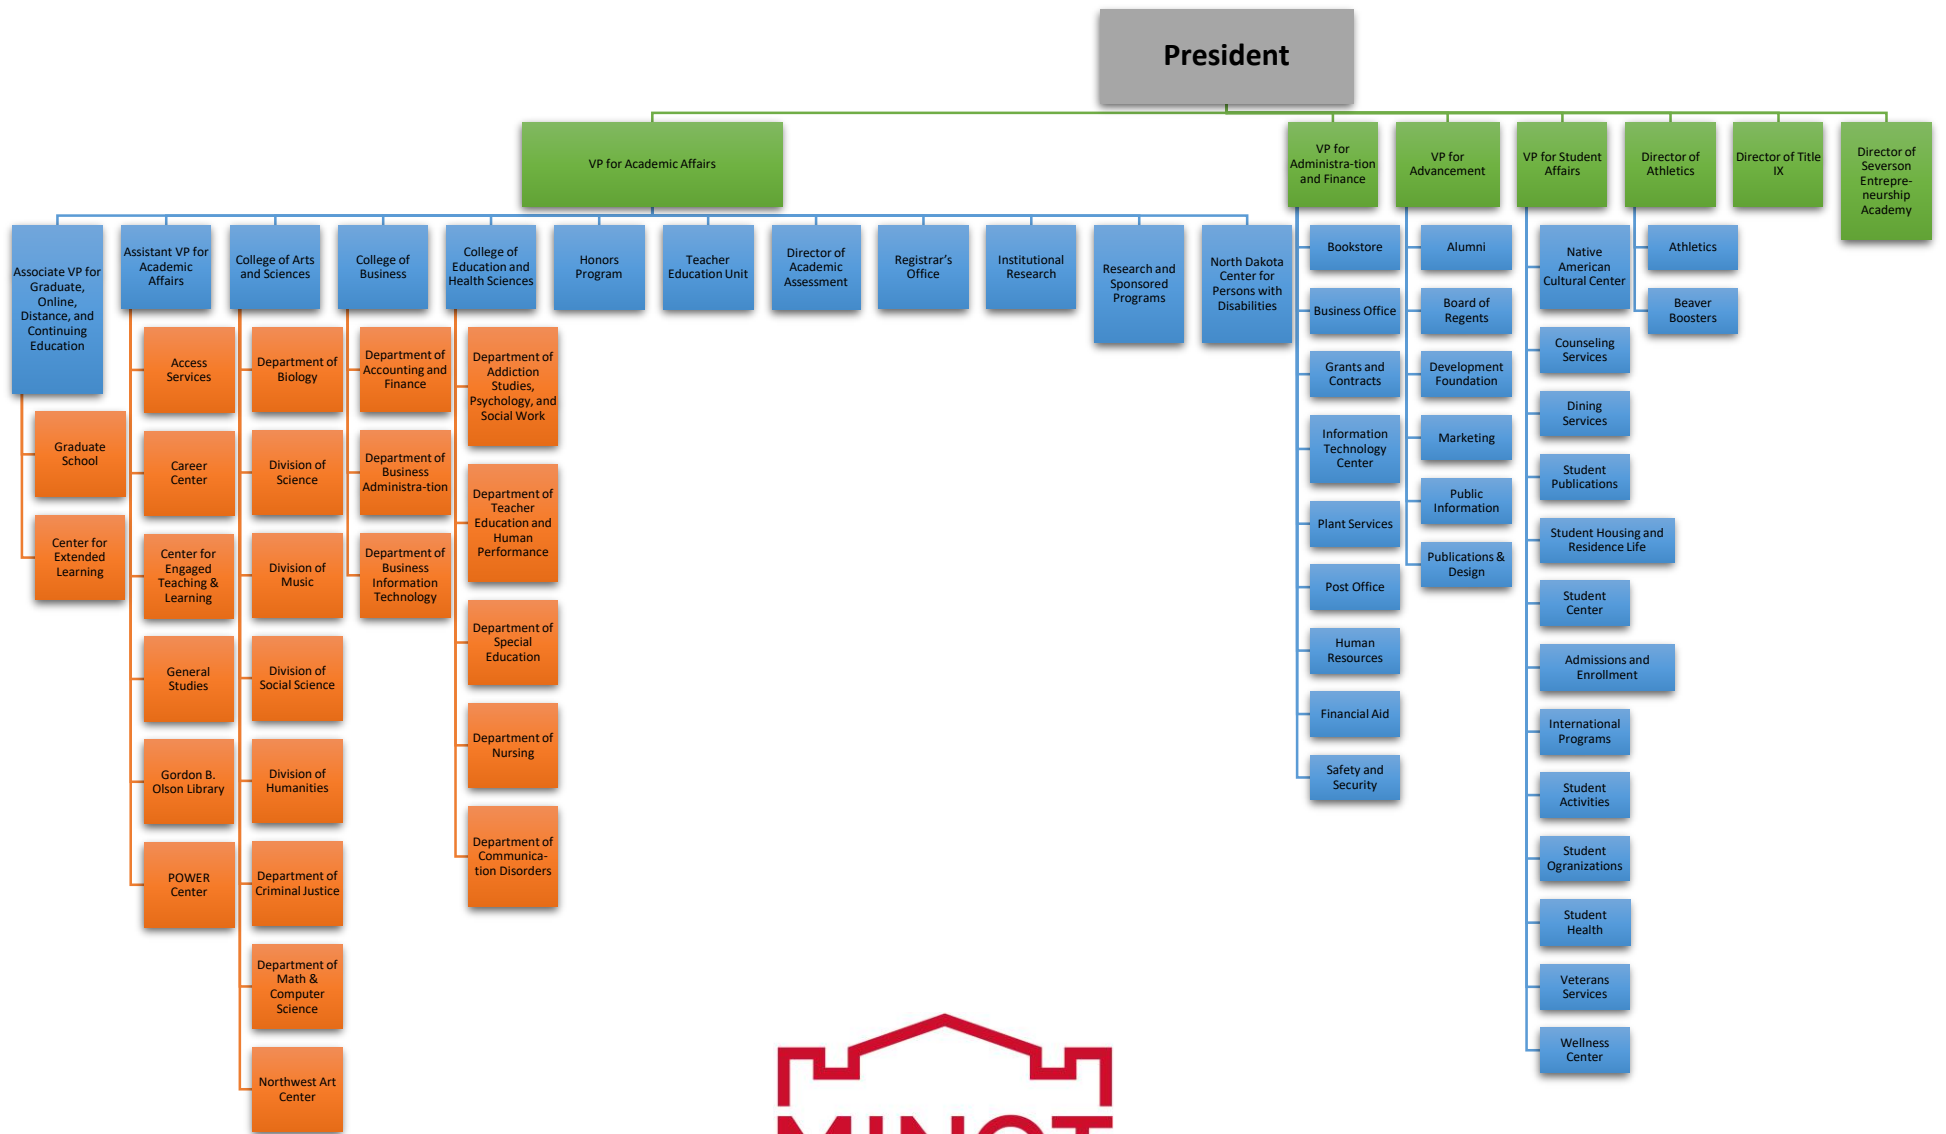 President
VP for Academic Affairs
VP for
Administra-tion
and Finance
VP for
Advancement
VP for Student
Affairs
Director of
Athletics
Director of Title
IX
Director of
Severson
Entrepre-
neurship
Academy
Associate VP for
Graduate,
Online,
Distance, and
Continuing
Education
Graduate
School
Center for
Extended
Learning
Assistant VP for
Academic
Affairs
Access
Services
Career
Center
Center for
Engaged
Teaching &
Learning
General
Studies
Gordon B.
Olson Library
POWER
Center
College of Arts
and Sciences
Department of
Biology
Division of
Science
Division of
Music
Division of
Social Science
Division of
Humanities
Department of
Criminal Justice
Department of
Math &
Computer
Science
Northwest Art
Center
College of
Business
Department of
Accounting and
Finance
Department of
Business
Administra-tion
Department of
Business
Information
Technology
College of
Education and
Health Sciences
Department of
Addiction
Studies,
Psychology, and
Social Work
Department of
Teacher
Education and
Human
Performance
Department of
Special
Education
Department of
Nursing
Department of
Communica-
tion Disorders
Honors
Program
Teacher
Education Unit
Director of
Academic
Assessment
Registrar's
Office
Institutional
Research
Research and
Sponsored
Programs
North Dakota
Center for
Persons with
Disabilities
Bookstore
Business Office
Grants and
Contracts
Information
Technology
Center
Plant Services
Post Office
Human
Resources
Financial Aid
Safety and
Security
Alumni
Board of
Regents
Development
Foundation
Marketing
Public
Information
Publications &
Design
Native
American
Cultural Center
Counseling
Services
Dining
Services
Student
Publications
Student Housing and
Residence Life
Student
Center
Admissions and
Enrollment
International
Programs
Student
Activities
Student
Ogranizations
Student
Health
Veterans
Services
Wellness
Center
Athletics
Beaver
Boosters
MINOT